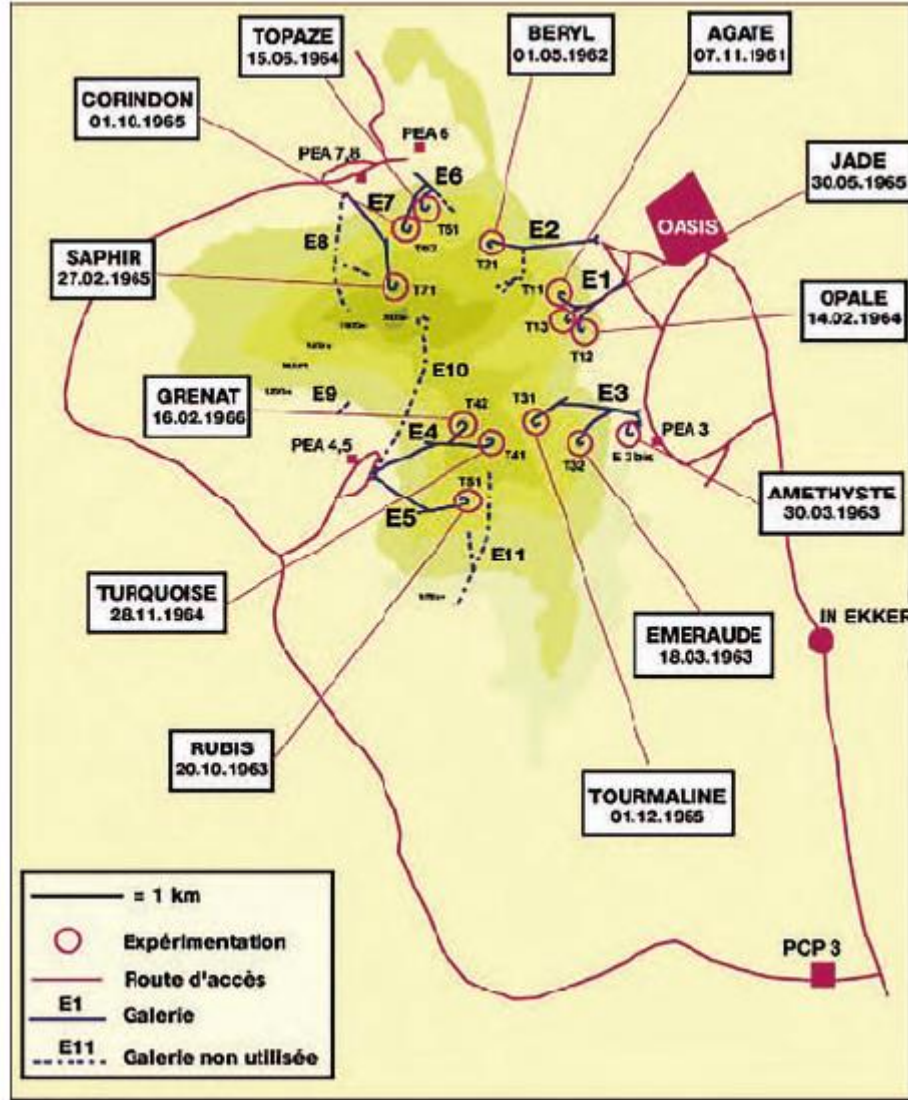 TOPAZE
15.06.1964
BERYL
01.05.1962
AGATE
07.11.1961
CORINDON
01.10.1965
PEA 6
PEA 7,8
JADE
30.05.1965
E6
E7
E2
OASIS
T61
E8
T21
SAPHIR
27.02.1965
T71
T11
E1
OPALE
14.02.1964
T13
T12
E10
GRENAT
16.02.1966
E9
T42
T31
E3
PEA 4,5
E4
T41
T32
E 3bis
PEA 3
T51
AMETHYSTE
30.03.1963
E5
E11
TURQUOISE
28.11.1964
EMERAUDE
18.03.1963
IN EKKER
RUBIS
20.10.1963
TOURMALINE
01.12.1965
= 1 km
Expérimentation
Route d'accès
E1
Galerie
E11
Galerie non utilisée
PCP 3